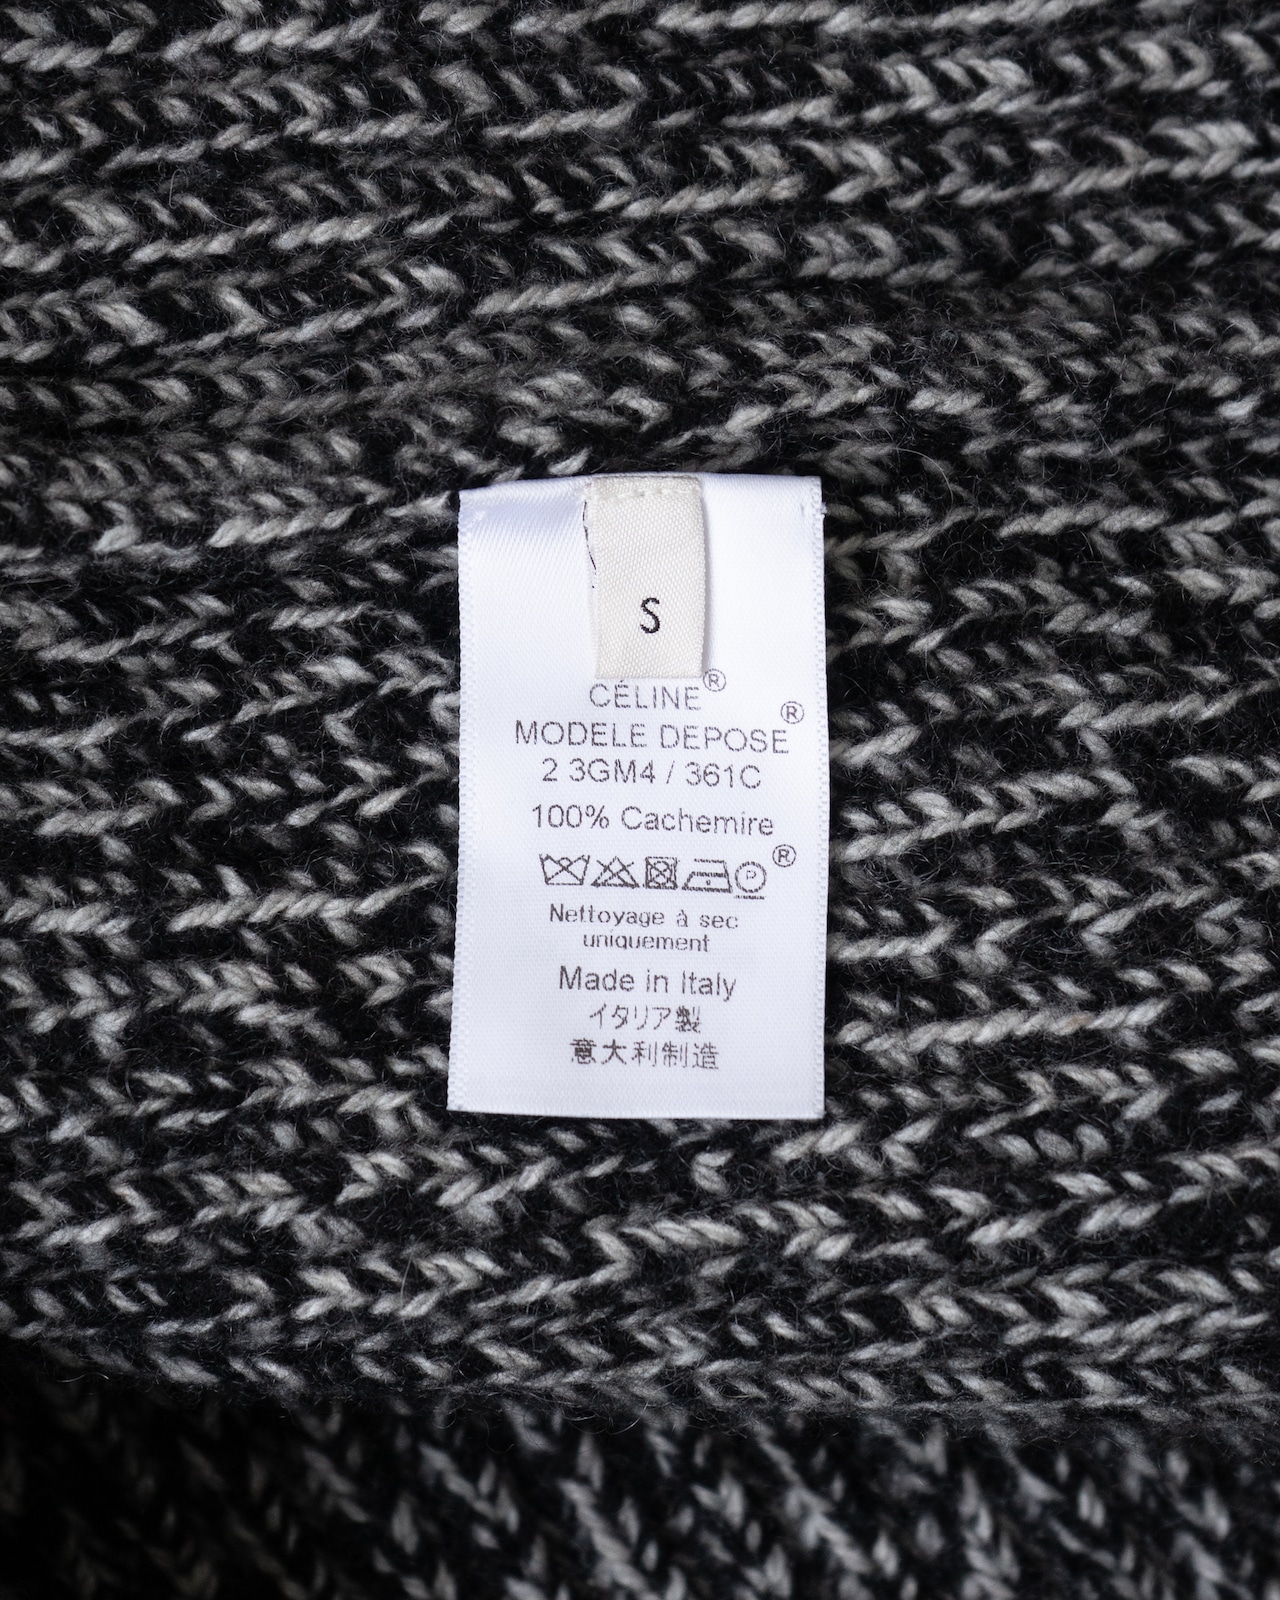 S
CÉLINE®
MODELE DEPOSE®
2 3GM4 / 361C
100% Cachemire
®
Nettoyage à sec
uniquement
Made in Italy
イタリア製
意大利制造